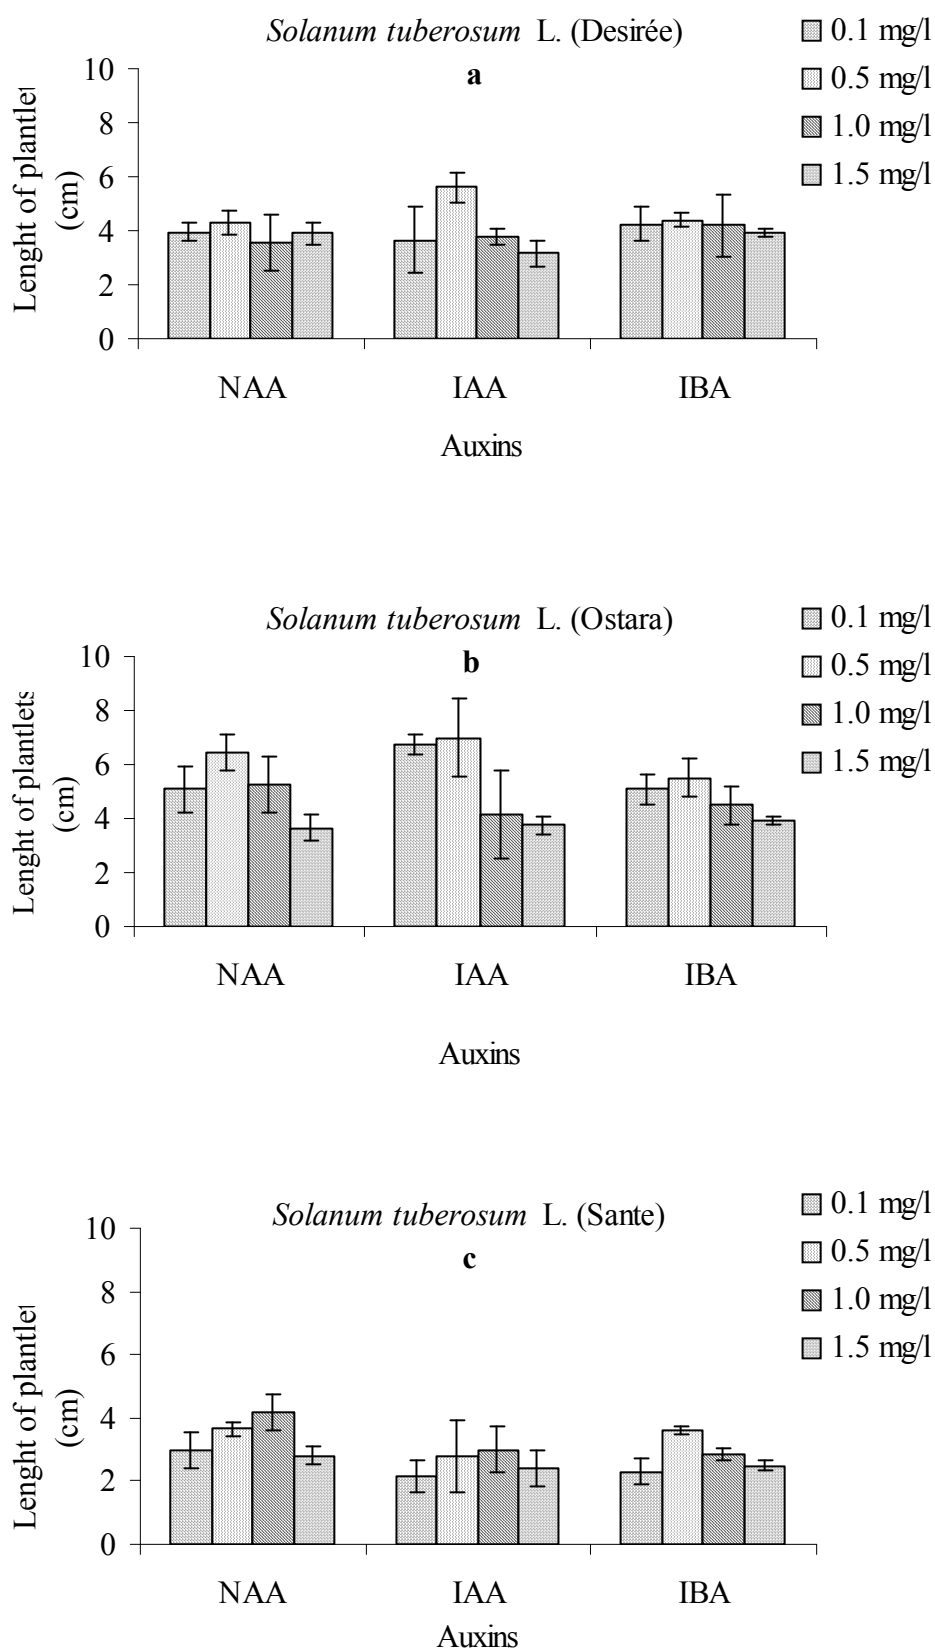 Solanum tuberosum L. (Desirée)
a
0.1 mg/l
0.5 mg/l
1.0 mg/l
1.5 mg/l
Lenght of plantlet
(cm)
10
8
6
4
2
0
NAA IAA IBA
Auxins
Solanum tuberosum L. (Ostara)
b
0.1 mg/l
0.5 mg/l
1.0 mg/l
1.5 mg/l
Lenght of plantlets
(cm)
10
8
6
4
2
0
NAA IAA IBA
Auxins
Solanum tuberosum L. (Sante)
c
0.1 mg/l
0.5 mg/l
1.0 mg/l
1.5 mg/l
Lenght of plantlet
(cm)
10
8
6
4
2
0
NAA IAA IBA
Auxins